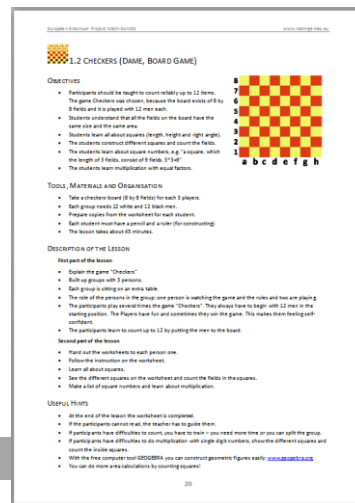 European Erasmus Project Math-GAMES
www.math-games.eu
1.2 CHECKERS (DAME, BOARD GAME)
OBJECTIVES
• Participants should be taught to count reliably up to 12 items.
The game Checkers was chosen, because the board exists of 8 by
8 fields and it is played with 12 men each.
• Students understand that all the fields on the board have the
same size and the same area.
• Students learn all about squares (length, height and right angle).
• The students construct different squares and count the fields.
• The students learn about square numbers, e.g. "a square, which
the length of 3 fields, consist of 9 fields. 3*3=9"
• The students learn multiplication with equal factors.
8
7
6
5
4
3
2
1
a b c d e f g h
TOOLS, MATERIALS AND ORGANISATION
• Take a checkers-board (8 by 8 fields) for each 3 players.
• Each group needs 12 white and 12 black men.
• Prepare copies from the worksheet for each student.
• Each student must have a pencil and a ruler (for constructing)
• The lesson takes about 45 minutes.
DESCRIPTION OF THE LESSON
First part of the lesson
• Explain the game "Checkers"
• Built up groups with 3 persons.
• Each group is sitting on an extra table.
• The role of the persons in the group: one person is watching the game and the rules and two are playing.
• The participants play several times the game "Checkers". They always have to begin with 12 men in the
starting position. The Players have fun and sometimes they win the game. This makes them feeling self-
confident.
• The participants learn to count up to 12 by putting the men to the board.
Second part of the lesson
• Hand out the worksheets to each person one.
• Follow the instruction on the worksheet.
• Learn all about squares.
• See the different squares on the worksheet and count the fields in the squares.
• Make a list of square numbers and learn about multiplication.
USEFUL HINTS
• At the end of the lesson the worksheet is completed.
• If the participants cannot read, the teacher has to guide them.
• If participants have difficulties to count, you have to train – you need more time or you can split the group.
• If participants have difficulties to do multiplication with single digit numbers, show the different squares and
count the inside squares.
• With the free computer tool GEOGEBRA you can construct geometric figures easily: www.geogebra.org
• You can do more area calculations by counting squares!
20